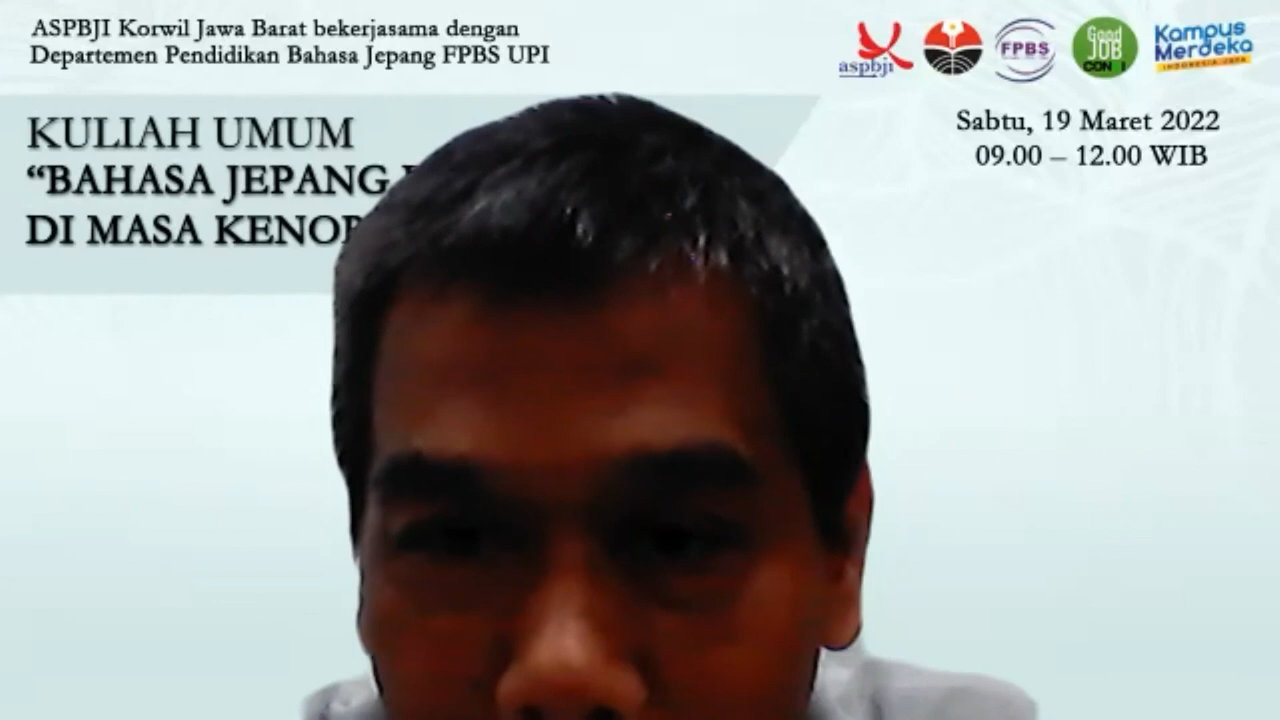 ASPBJI Korwil Jawa Barat bekerjasama dengan
Departemen Pendidikan Bahasa Jepang FPBS UPI
aspbji
FPBS
Good
JOB
Kampus
Merdeka
INDONESIA JAYA
KULIAH UMUM
“BAHASA JEPANG
DI MASA
Sabtu, 19 Maret 2022
09.00 – 12.00 WIB